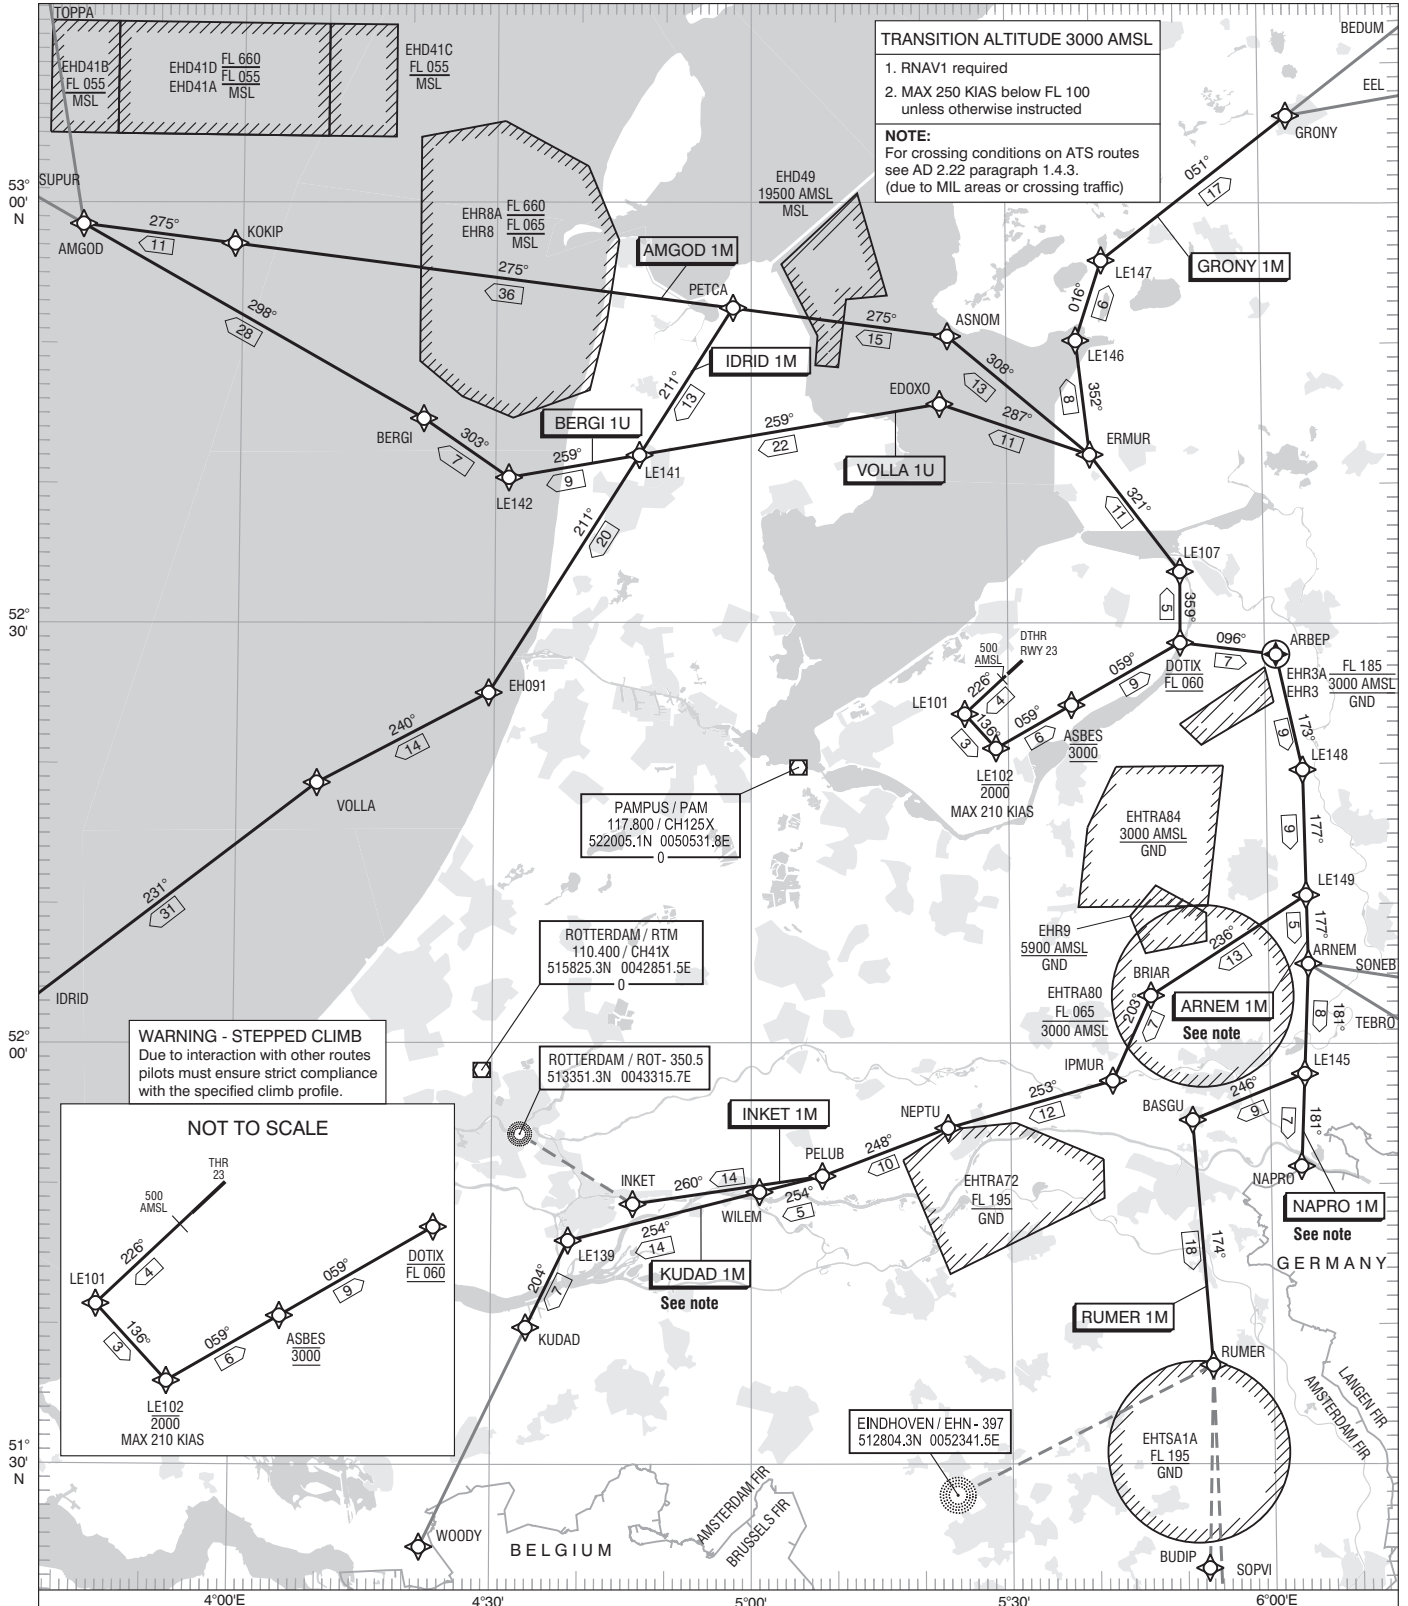 TOPPA
EHD41B
FL 055
MSL
EHD41D
EHD41A
FL 660
FL 055
MSL
EHD41C
FL 055
MSL
TRANSITION ALTITUDE 3000 AMSL
1. RNAV1 required
2. MAX 250 KIAS below FL 100
unless otherwise instructed
NOTE:
For crossing conditions on ATS routes
see AD 2.22 paragraph 1.4.3.
(due to MIL areas or crossing traffic)
BEDUM
EEL
GRONY
051°
17
GRONY 1M
LE147
016°
6
LE146
352°
8
53°
00'
N
SUPUR
AMGOD
275°
11
KOKIP
EHR8A
EHR8
FL 660
FL 065
MSL
EHD49
19500 AMSL
MSL
AMGOD 1M
275°
36
PETCA
275°
15
ASNOM
308°
13
298°
28
IDRID 1M
211°
13
EDOXO
287°
11
ERMUR
BERGI
303°
7
BERGI 1U
259°
9
LE142
LE141
259°
22
VOLLA 1U
211°
20
321°
11
LE107
359°
5
52°
30'
096°
7
ARBEP
DOTIX
FL 060
EHR3A
EHR3
FL 185
3000 AMSL
GND
500
AMSL
DTHR
RWY 23
226°
4
LE101
136°
3
059°
6
059°
9
ASBES
3000
LE102
2000
MAX 210 KIAS
173°
9
LE148
EH091
240°
14
VOLLA
PAMPUS / PAM
117.800 / CH125X
522005.1N 0050531.8E
0
EHTRA84
3000 AMSL
GND
177°
9
LE149
231°
31
IDRID
ROTTERDAM / RTM
110.400 / CH41X
515825.3N 0042851.5E
0
EHR9
5900 AMSL
GND
236°
13
177°
5
ARNEM
SONEB
TEBRO
BRIAR
EHTRA80
FL 065
3000 AMSL
203°
7
ARNEM 1M
See note
181°
8
52°
00'
WARNING - STEPPED CLIMB
Due to interaction with other routes
pilots must ensure strict compliance
with the specified climb profile.
ROTTERDAM / ROT- 350.5
513351.3N 0043315.7E
IPMUR
LE145
246°
9
BASGU
181°
7
NAPRO
NAPRO 1M
See note
GERMANY
NOT TO SCALE
THR
23
500
AMSL
226°
4
LE101
136°
3
059°
6
059°
9
DOTIX
FL 060
ASBES
3000
LE102
2000
MAX 210 KIAS
INKET 1M
NEPTU
253°
12
PELUB
248°
10
INKET
260°
14
WILEM
254°
5
EHTRA72
FL 195
GND
LE139
254°
14
KUDAD 1M
See note
204°
7
KUDAD
174°
18
RUMER 1M
RUMER
LANGEN FIR
AMSTERDAM FIR
EINDHOVEN / EHN - 397
512804.3N 0052341.5E
EHTSA1A
FL 195
GND
51°
30'
N
WOODY
BELGIUM
AMSTERDAM FIR
BRUSSELS FIR
BUDIP
SOPVI
4°00'E
4°30'
5°00'
5°30'
6°00'E